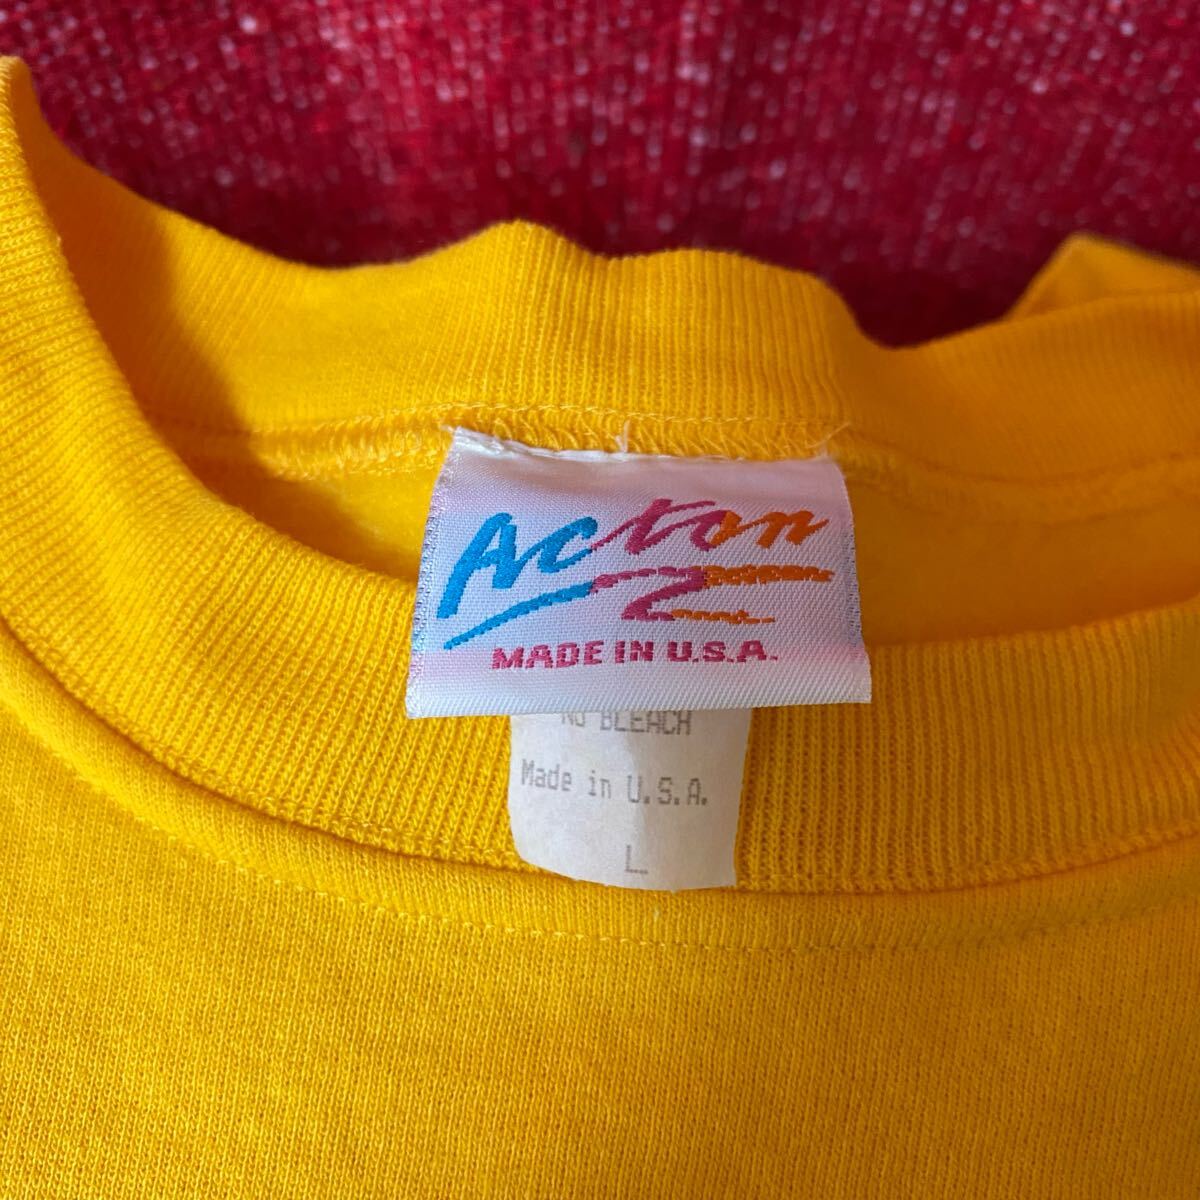 Acton
MADE IN U.S.A.
NO BLEACH
Made in U.S.A.
L